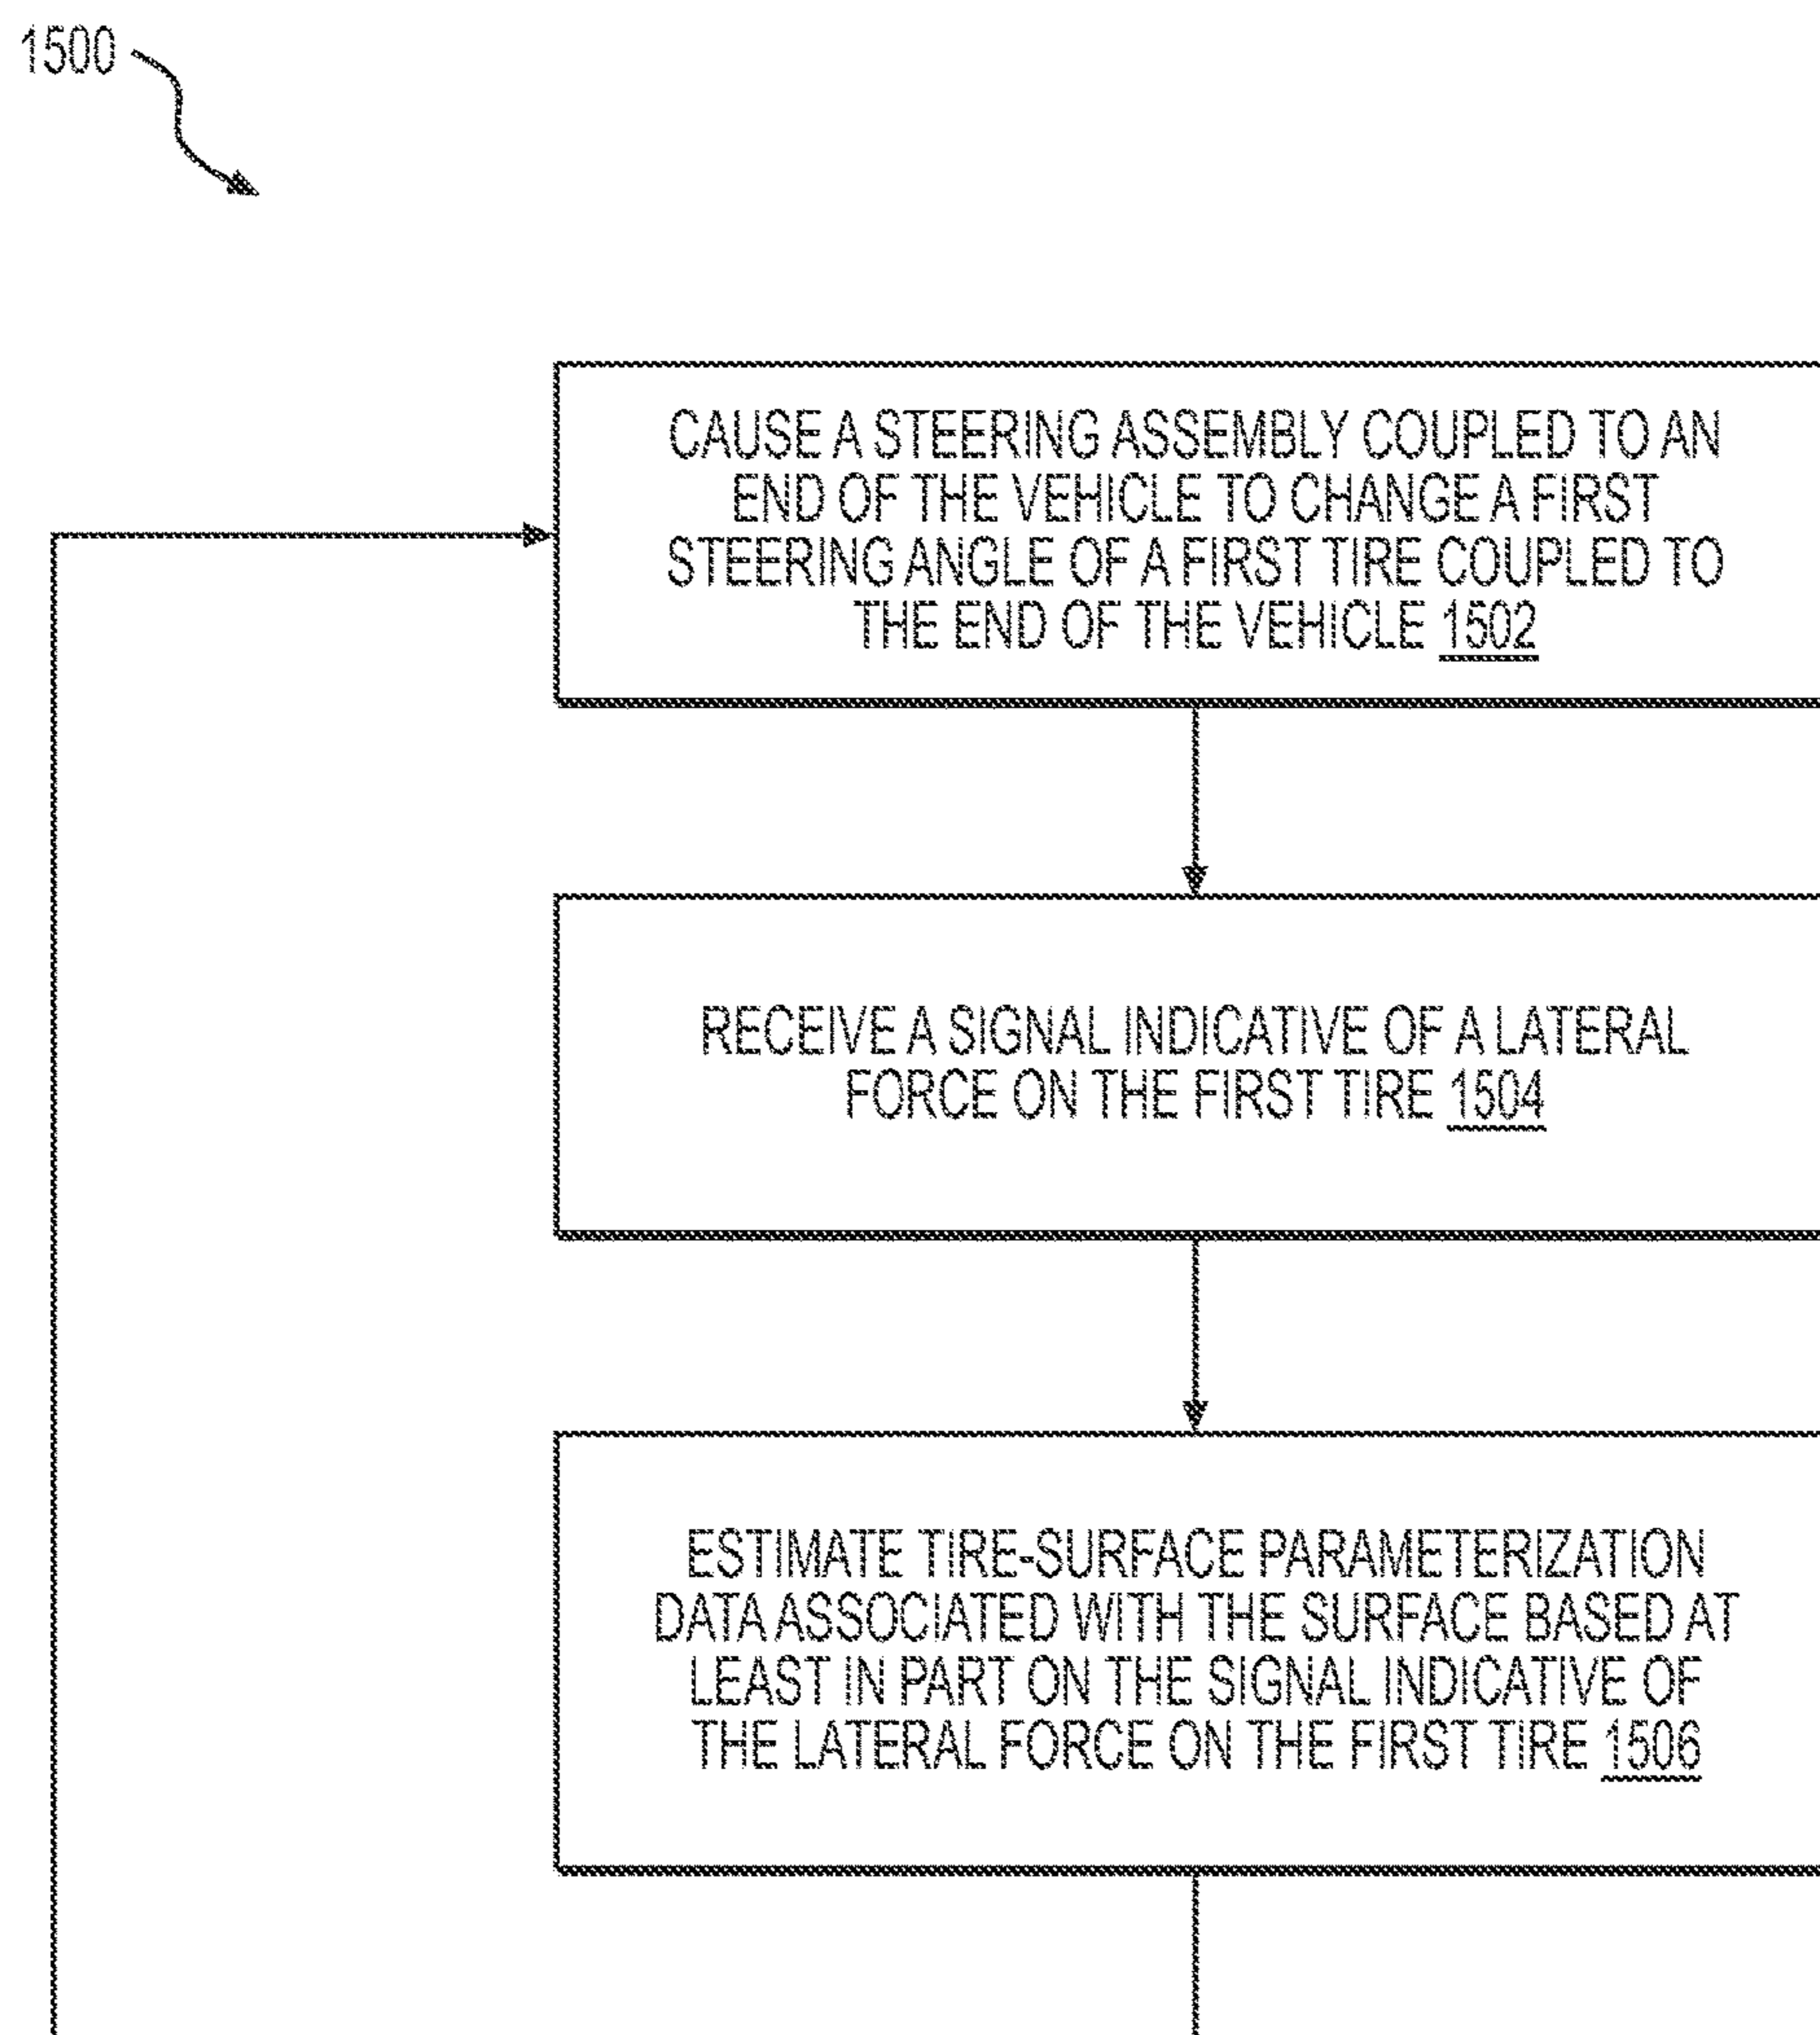 1500
CAUSE A STEERING ASSEMBLY COUPLED TO AN
END OF THE VEHICLE TO CHANGE A FIRST
STEERING ANGLE OF A FIRST TIRE COUPLED TO
THE END OF THE VEHICLE 1502
RECEIVE A SIGNAL INDICATIVE OF A LATERAL
FORCE ON THE FIRST TIRE 1504
ESTIMATE TIRE-SURFACE PARAMETERIZATION
DATA ASSOCIATED WITH THE SURFACE BASED AT
LEAST IN PART ON THE SIGNAL INDICATIVE OF
THE LATERAL FORCE ON THE FIRST TIRE 1506